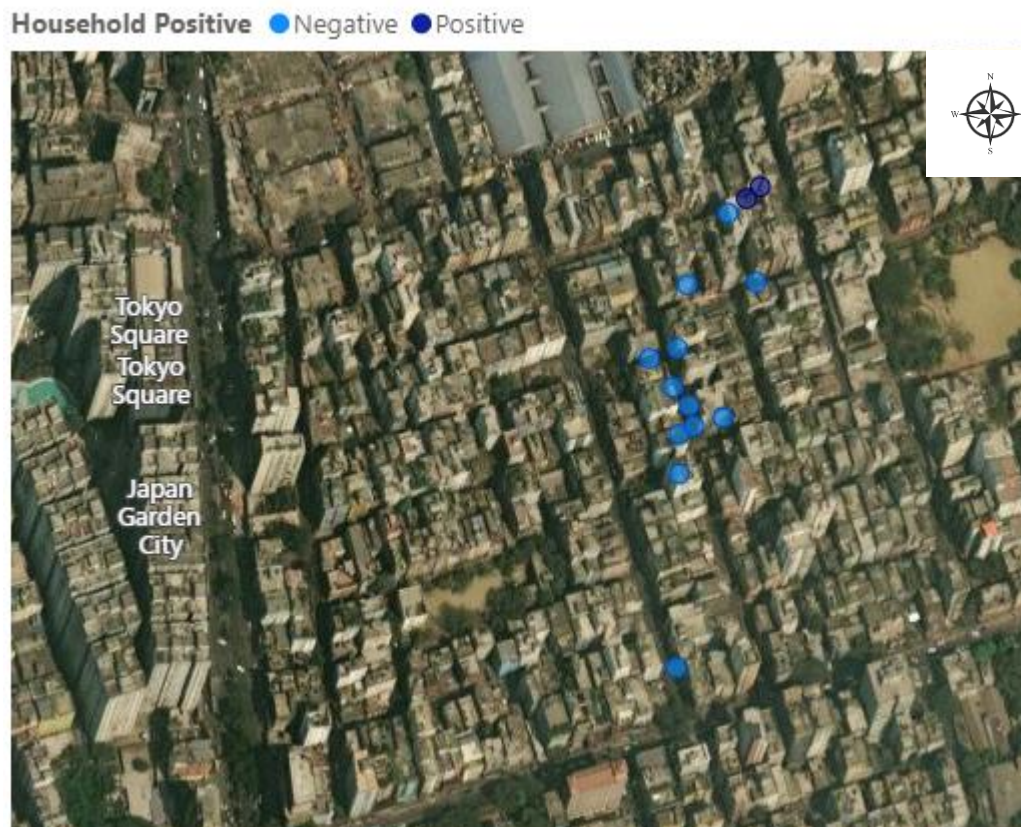 Household Positive Negative Positive
N
W
S
Tokyo
Square
Tokyo
Square
Japan
Garden
City